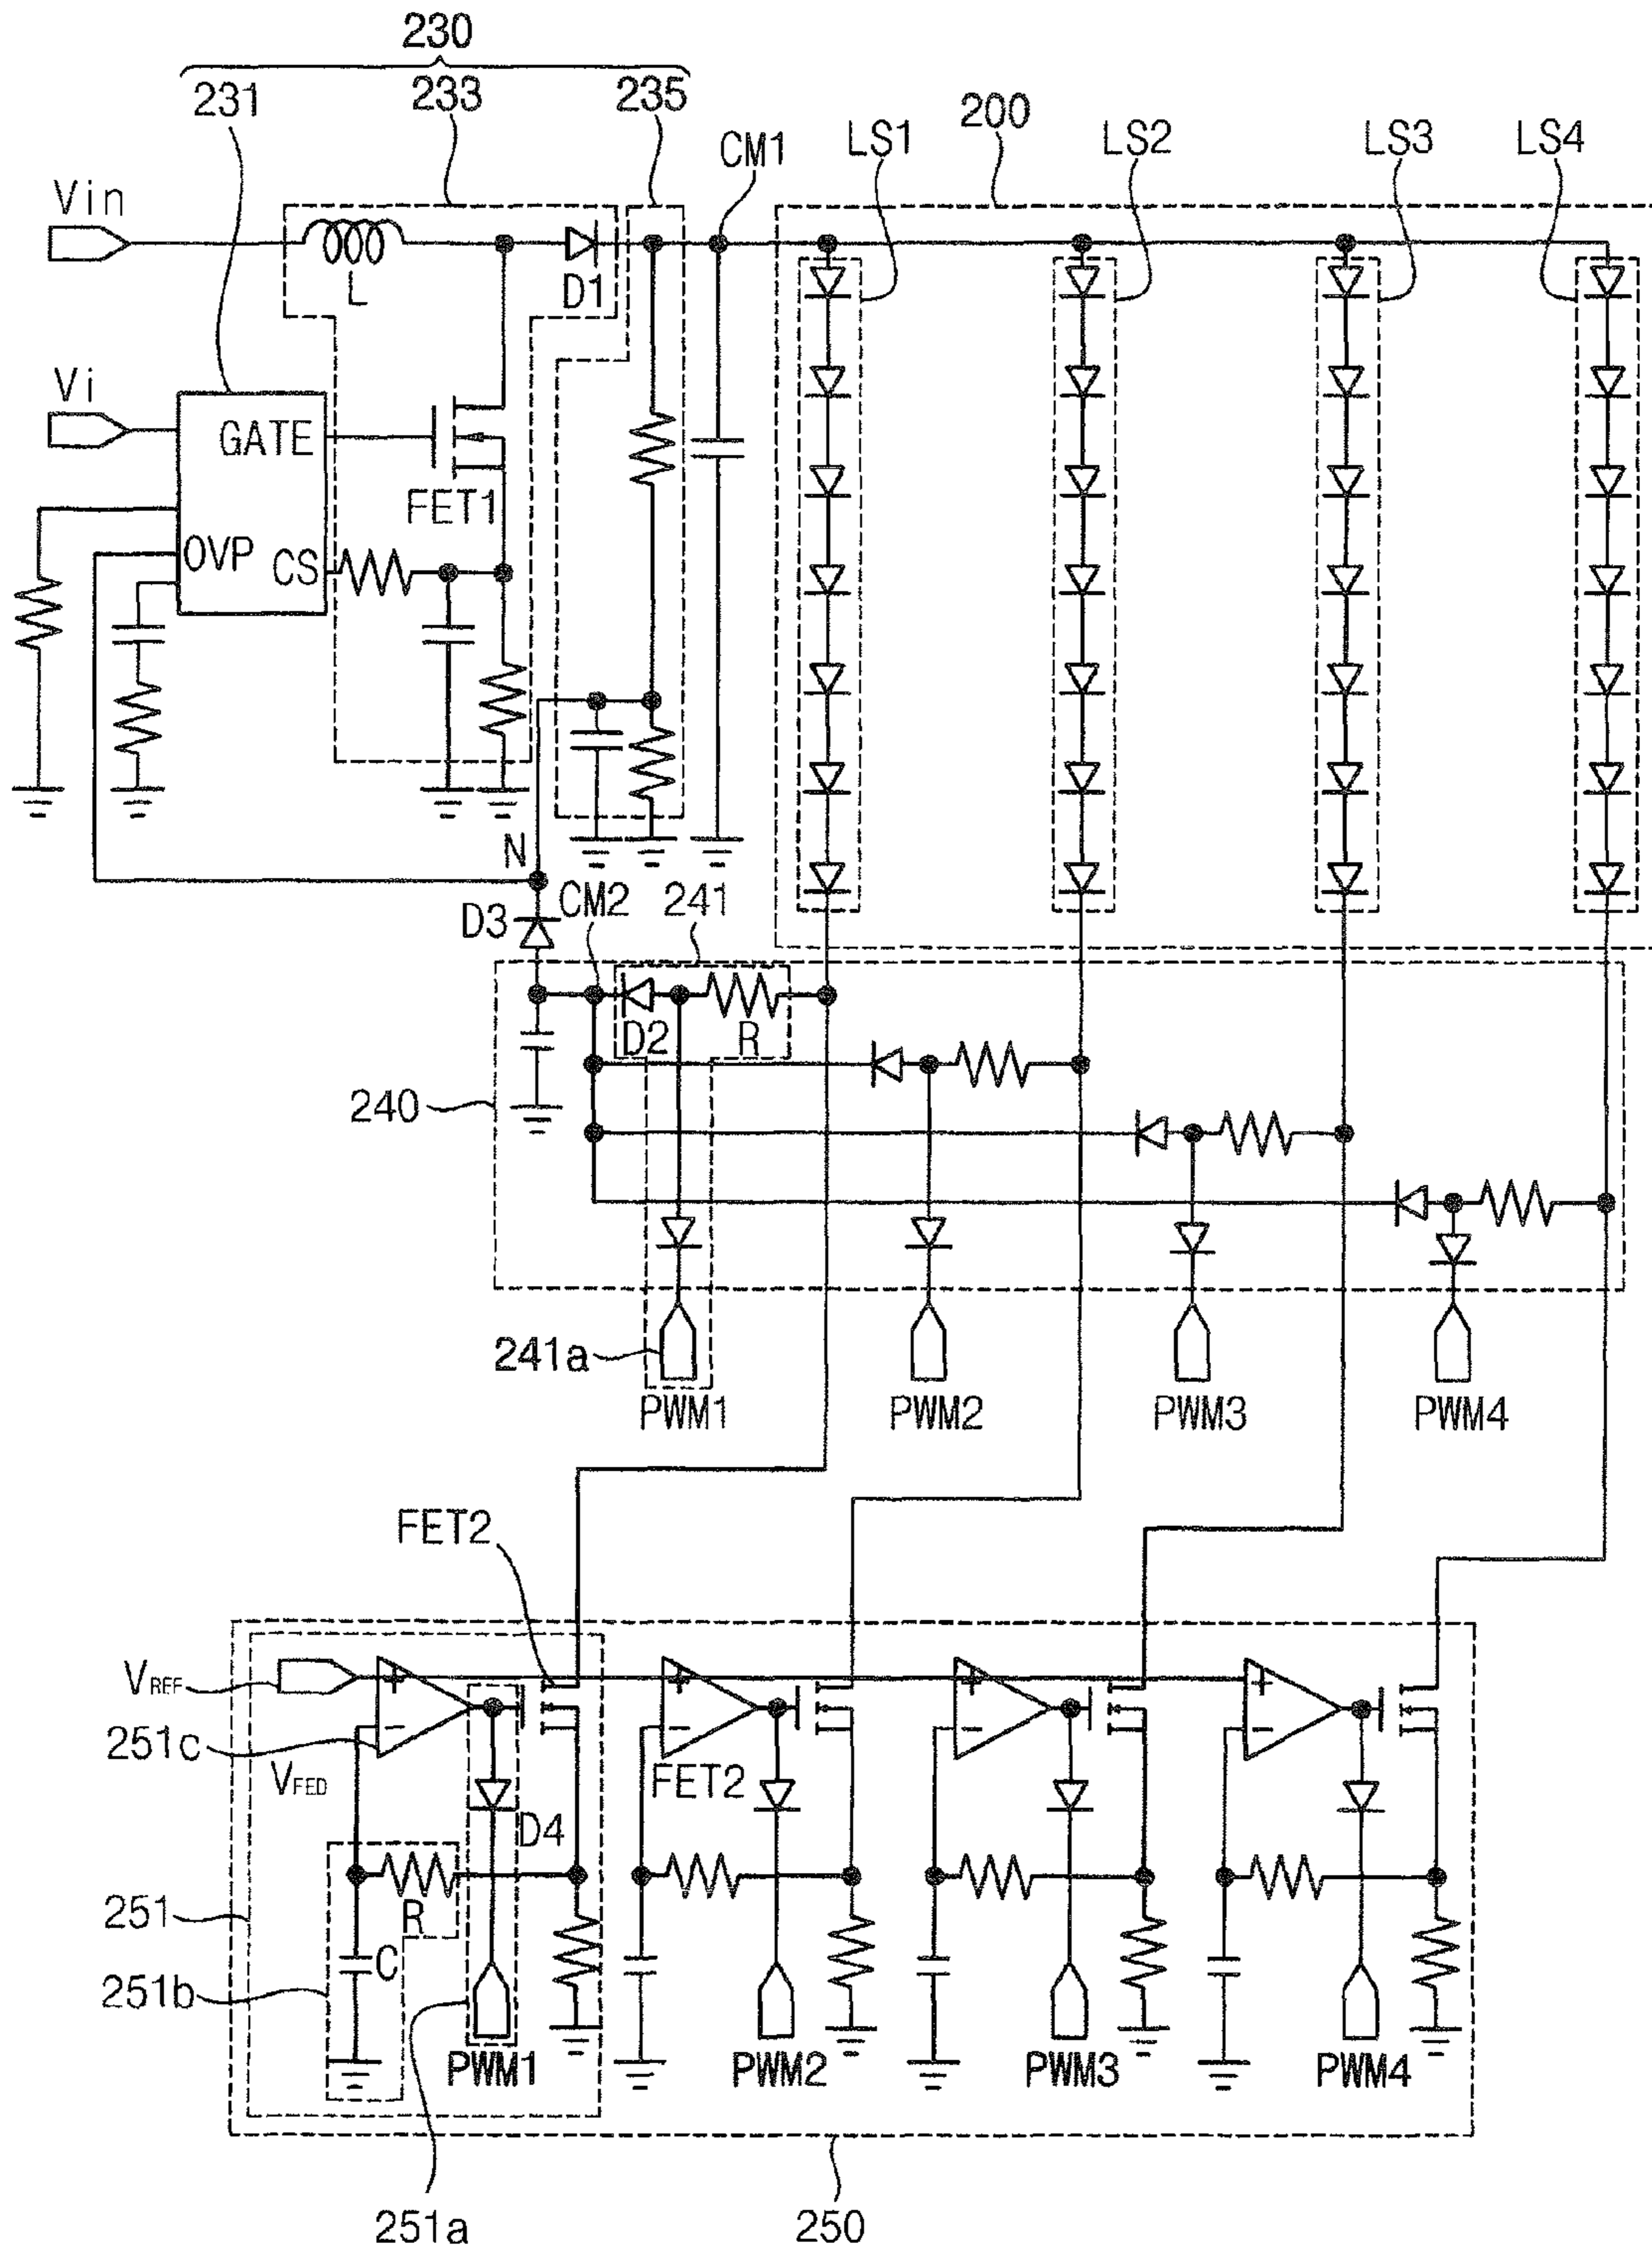 230
231 233 235 200
CM1 LS1 LS2 LS3 LS4
Vin
L D1
Vi
GATE
FET1
OVP CS
N
D3 CM2 241
D2 R
240
241a
PWM1 PWM2 PWM3 PWM4
FET2
VREF + + + +
251c - - - -
VFED FET2
D4
251 R
C
251b
PWM1 PWM2 PWM3 PWM4
251a 250